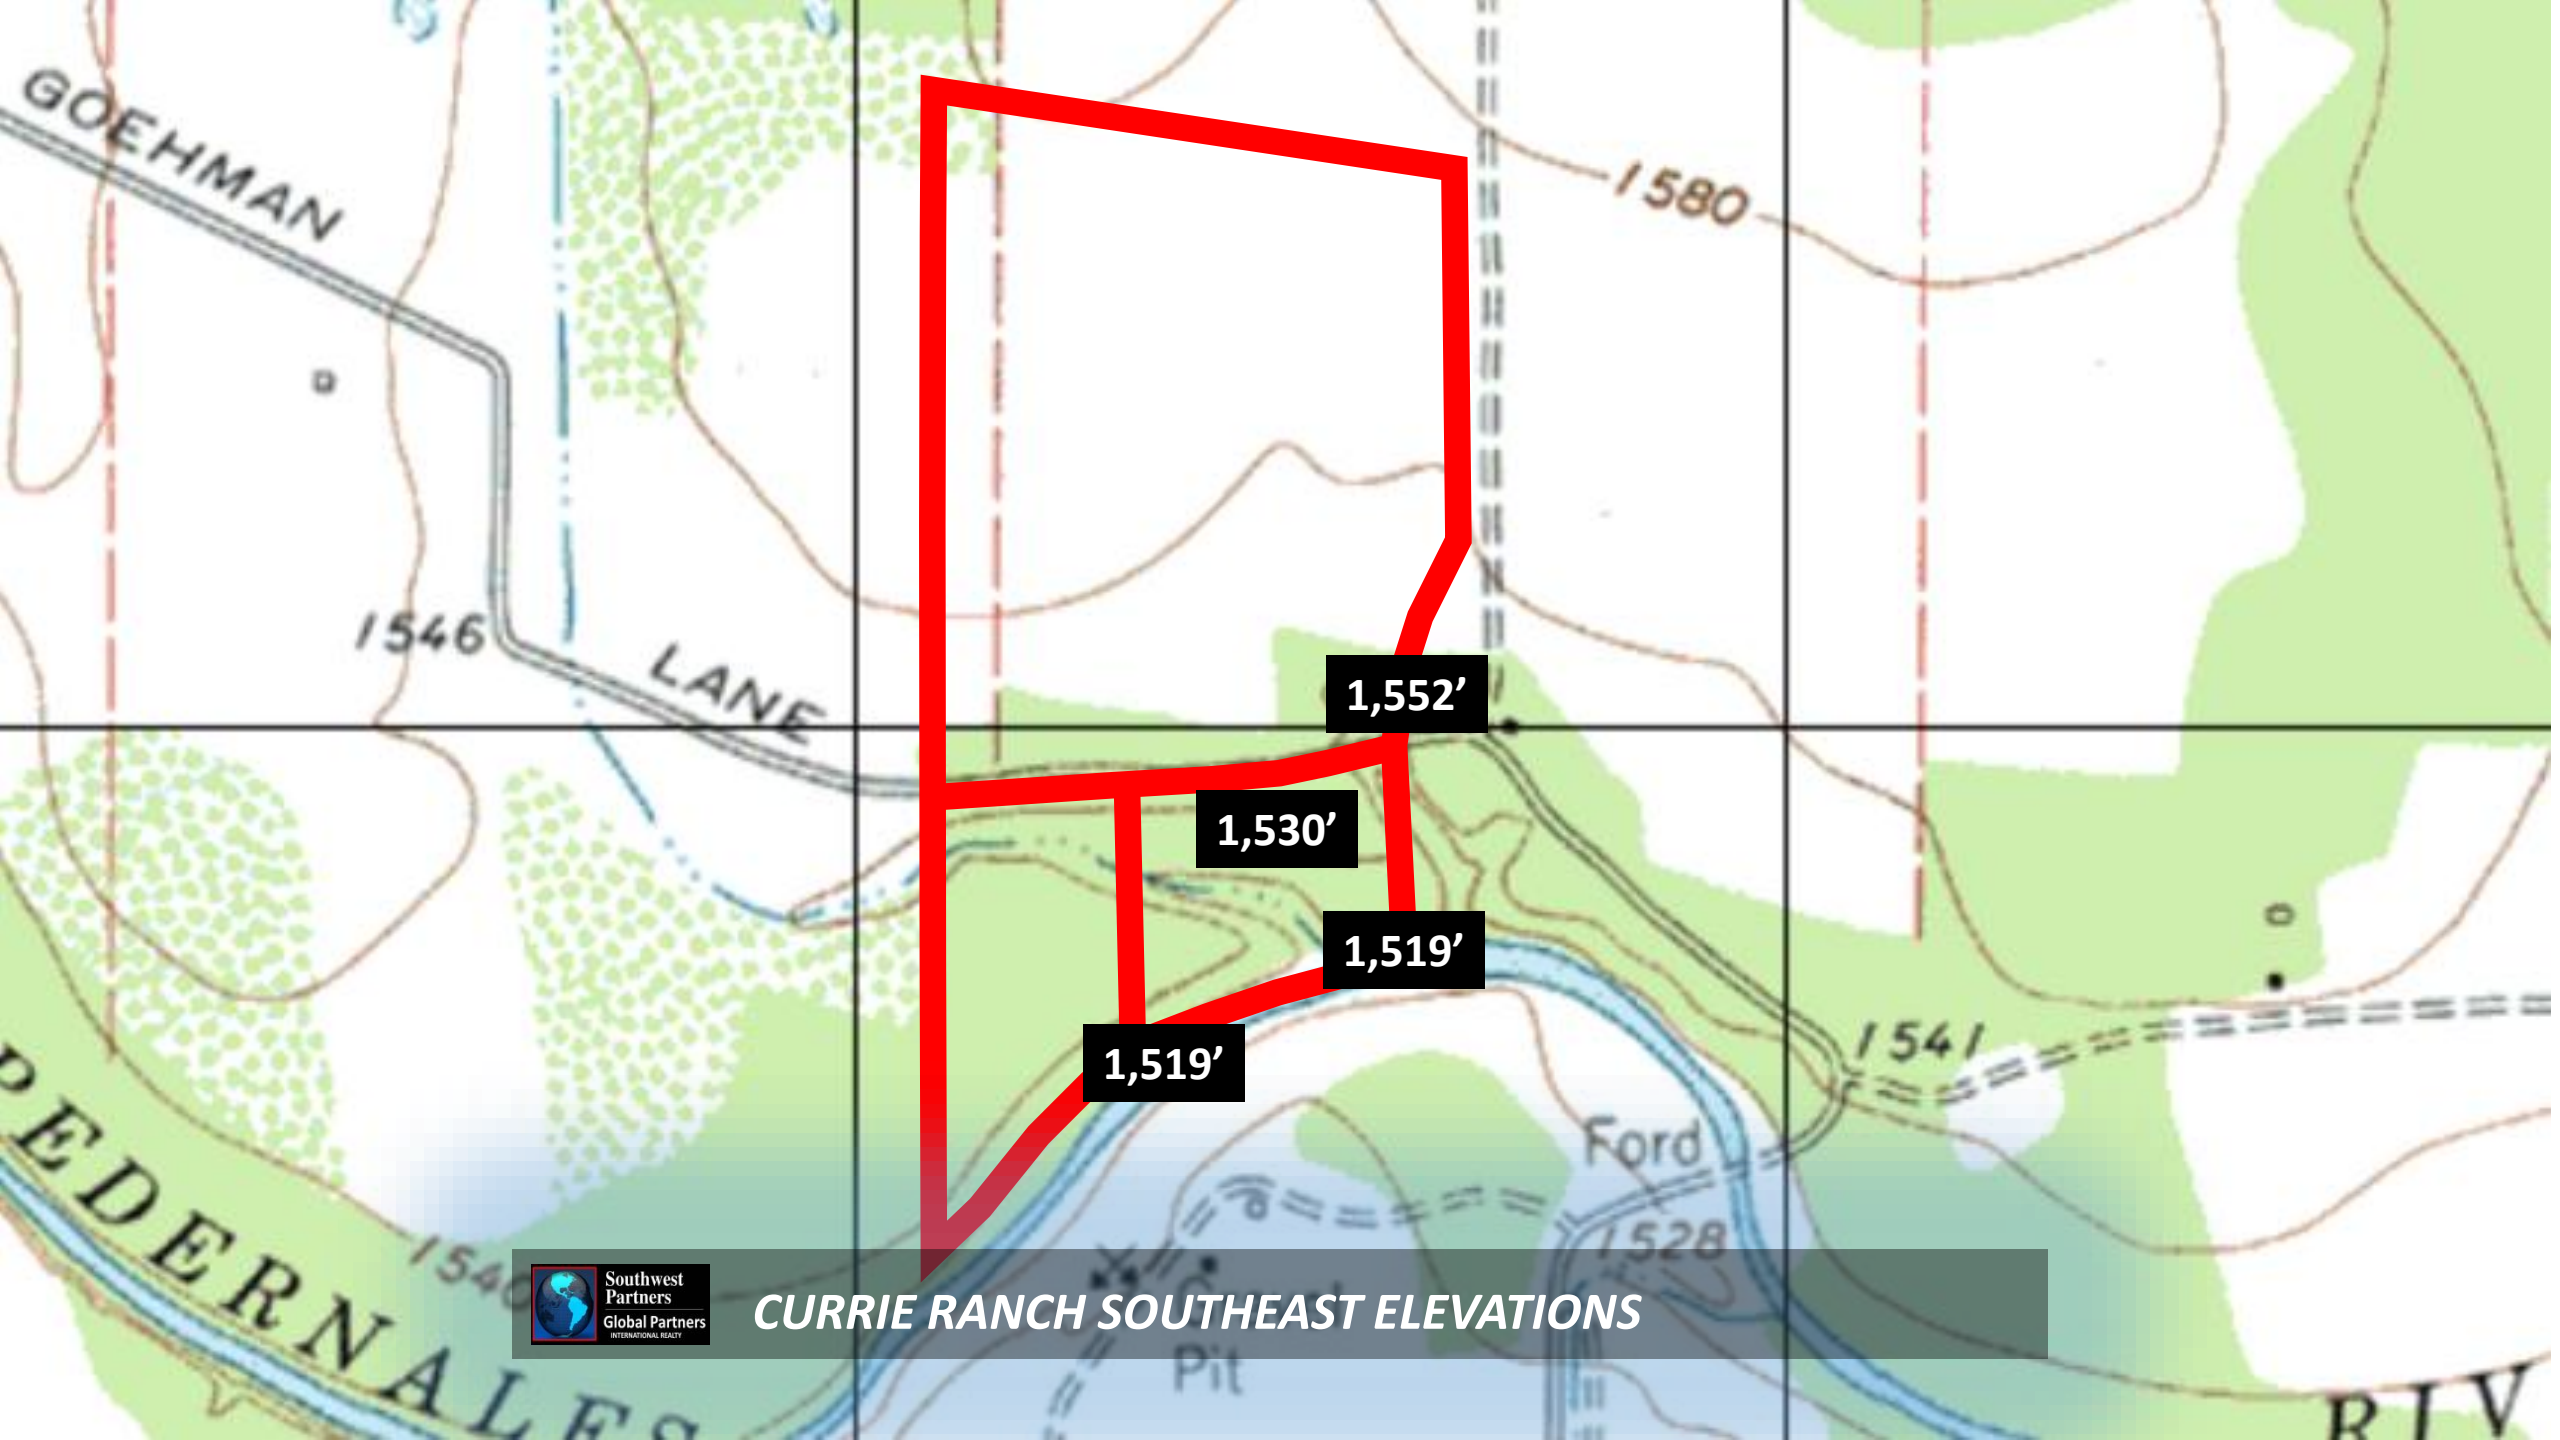 GOEHMAN
1580
1546
LANE
1,552’
1,530’
1,519’
1,519’
1541
Ford
1528
PEDERNALES
1540
Southwest
Partners
Global Partners
INTERNATIONAL REALTY
CURRIE RANCH SOUTHEAST ELEVATIONS
Pit
RIV